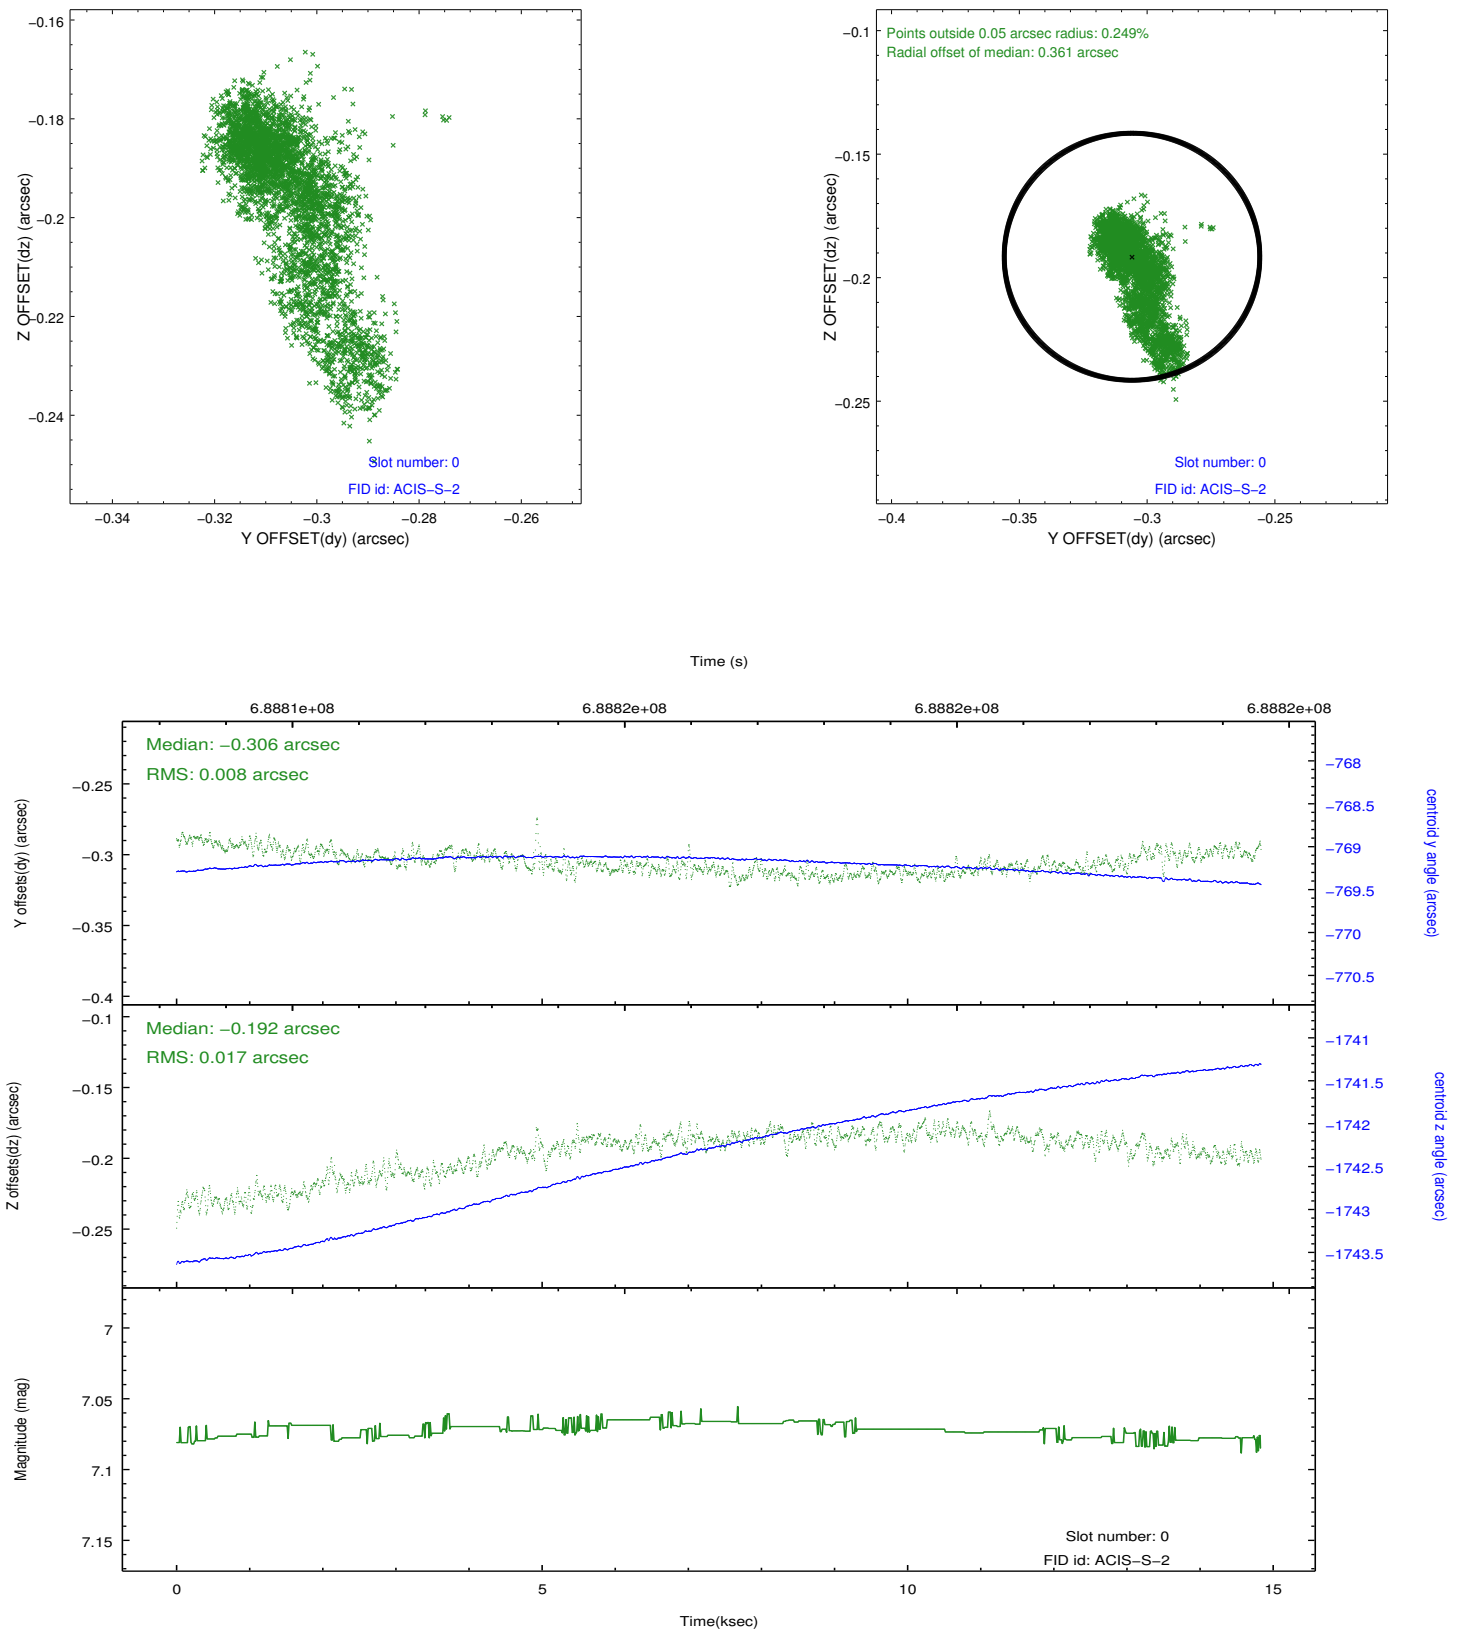 −0.16
−0.18
−0.2
−0.22
−0.24
Z OFFSET(dz) (arcsec)
Slot number: 0
FID id: ACIS−S−2
−0.34
−0.32
−0.3
−0.28
−0.26
Y OFFSET(dy) (arcsec)
Points outside 0.05 arcsec radius: 0.249%
Radial offset of median: 0.361 arcsec
−0.1
−0.15
−0.2
−0.25
Z OFFSET(dz) (arcsec)
Slot number: 0
FID id: ACIS−S−2
−0.4
−0.35
−0.3
−0.25
Y OFFSET(dy) (arcsec)
Time (s)
6.8881e+08
6.8882e+08
6.8882e+08
6.8882e+08
Median: −0.306 arcsec
RMS: 0.008 arcsec
−0.25
−0.3
−0.35
−0.4
Y offsets(dy) (arcsec)
−768
−768.5
−769
−769.5
−770
−770.5
centroid y angle (arcsec)
Median: −0.192 arcsec
RMS: 0.017 arcsec
−0.1
−0.15
−0.2
−0.25
Z offsets(dz) (arcsec)
−1741
−1741.5
−1742
−1742.5
−1743
−1743.5
centroid z angle (arcsec)
7
7.05
7.1
7.15
Magnitude (mag)
Slot number: 0
FID id: ACIS−S−2
0
5
10
15
Time(ksec)